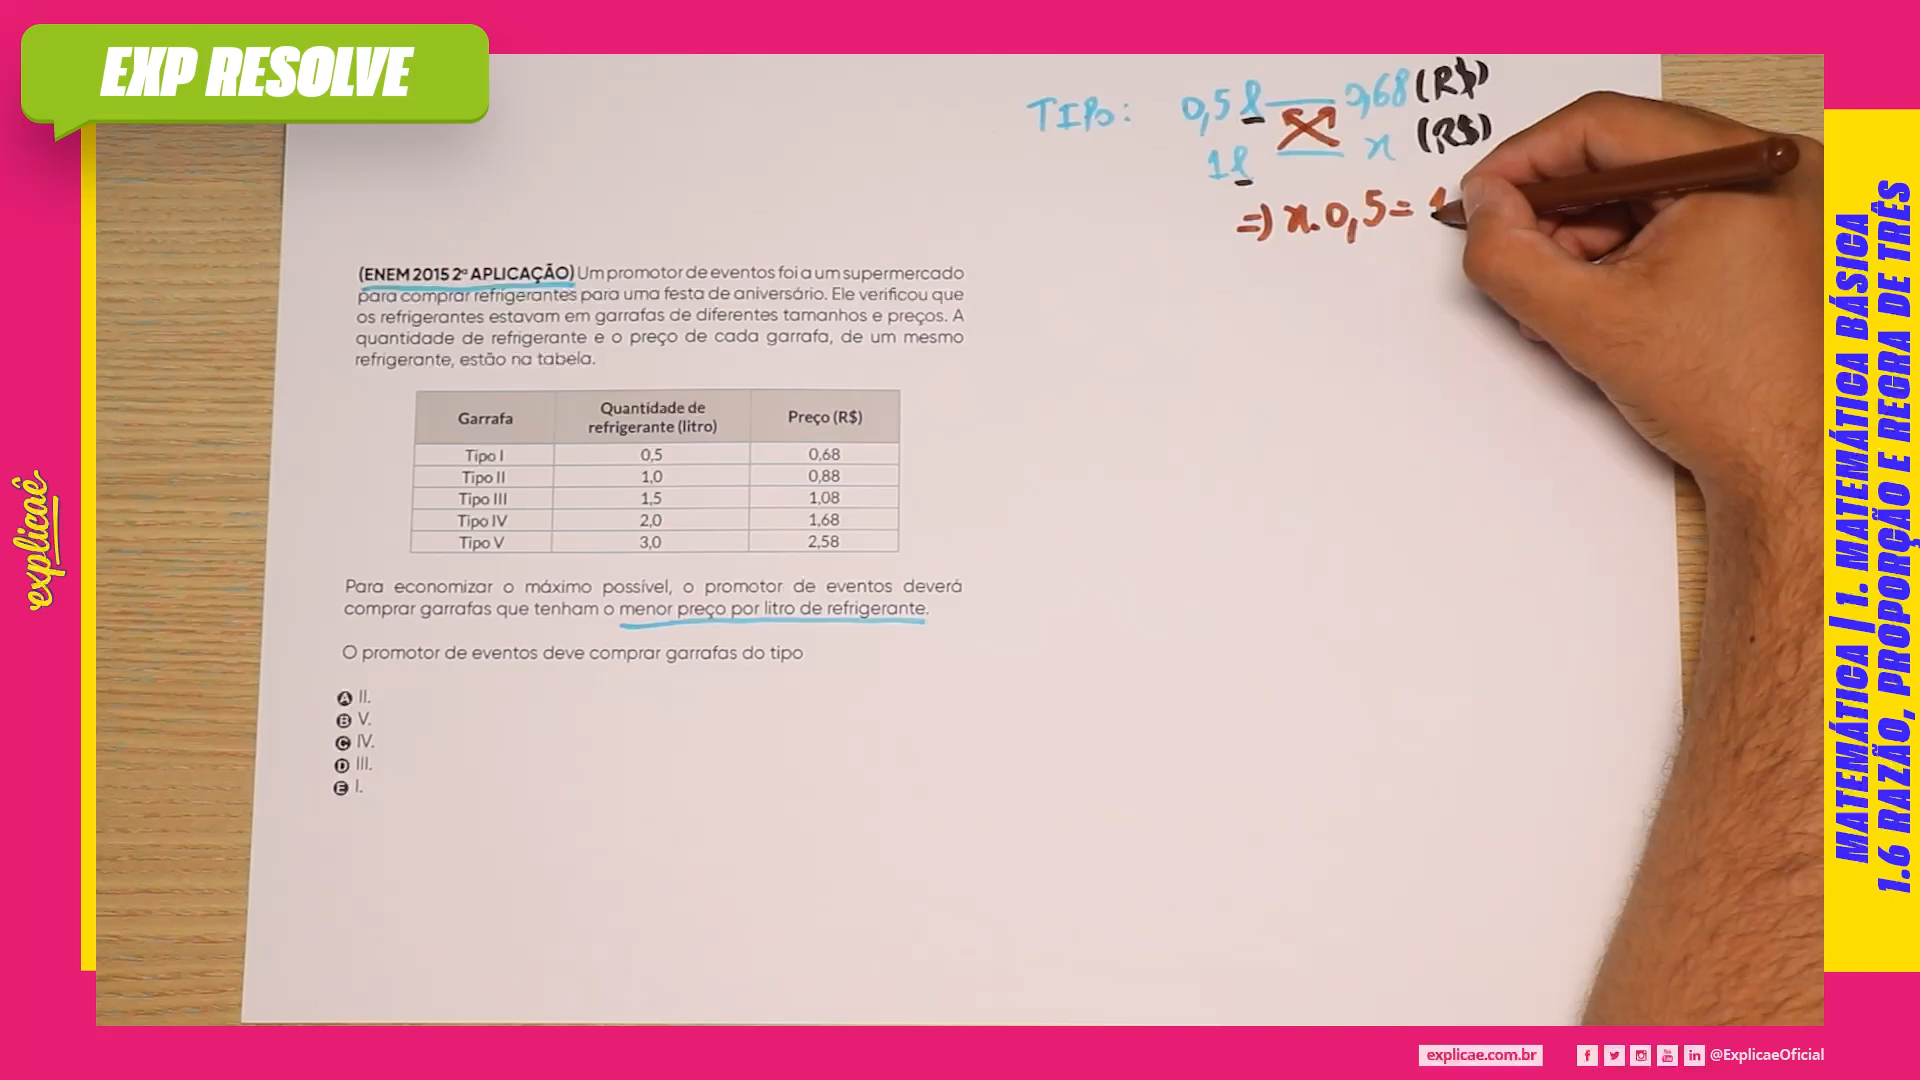 EXP RESOLVE
TIPO: 0,5 l 0,68 (R$)
1 l x (R$)
=> x.0,5=
(ENEM 2015 2ª APLICAÇÃO) Um promotor de eventos foi a um supermercado
para comprar refrigerantes para uma festa de aniversário. Ele verificou que
os refrigerantes estavam em garrafas de diferentes tamanhos e preços. A
quantidade de refrigerante e o preço de cada garrafa, de um mesmo
refrigerante, estão na tabela.
Garrafa Quantidade de refrigerante (litro) Preço (R$)
Tipo I 0,5 0,68
Tipo II 1,0 0,88
Tipo III 1,5 1,08
Tipo IV 2,0 1,68
Tipo V 3,0 2,58
Para economizar o máximo possível, o promotor de eventos deverá
comprar garrafas que tenham o menor preço por litro de refrigerante.
O promotor de eventos deve comprar garrafas do tipo
A II.
B V.
C IV.
D III.
E I.
explicaê
MATEMÁTICA | 1. MATEMÁTICA BÁSICA
1.6 RAZÃO, PROPORÇÃO E REGRA DE TRÊS
explicae.com.br
@ExplicaeOficial